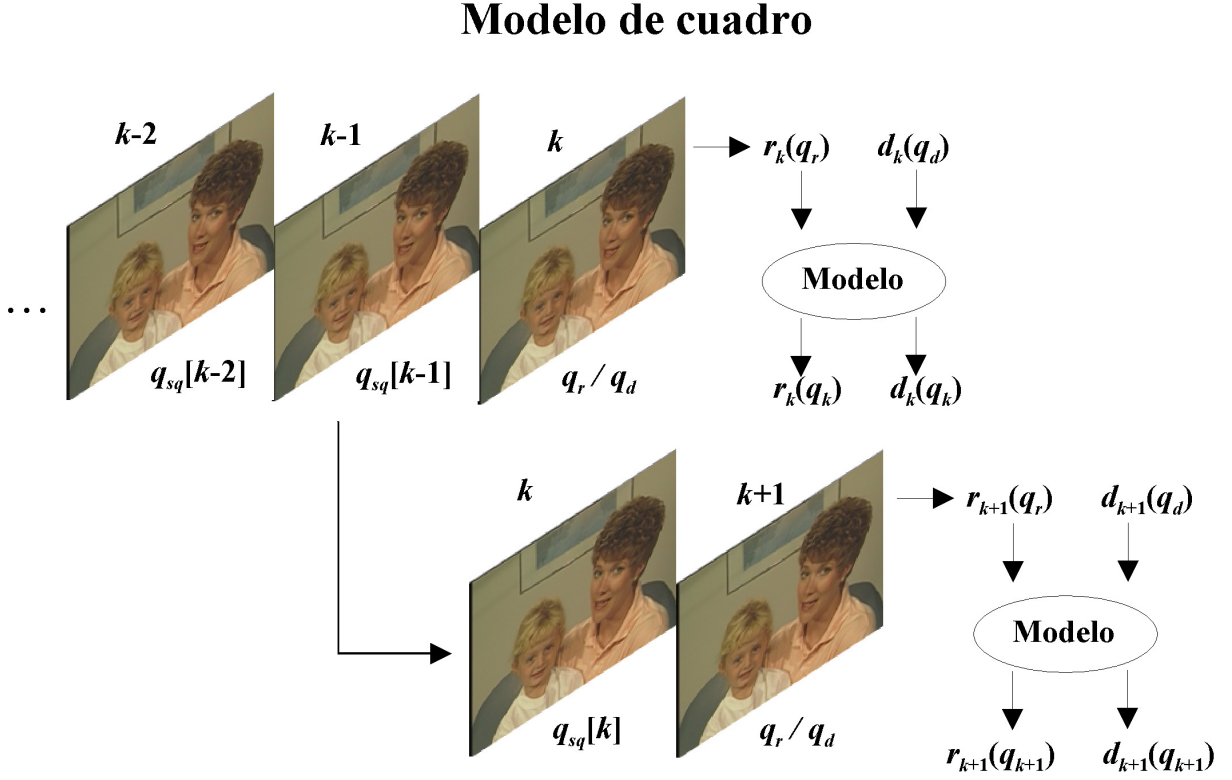 Modelo de cuadro
k-2
k-1
k
r_k(q_r)
d_k(q_d)
Modelo
...
q_sq[k-2]
q_sq[k-1]
q_r / q_d
r_k(q_k)
d_k(q_k)
k
k+1
r_k+1(q_r)
d_k+1(q_d)
Modelo
q_sq[k]
q_r / q_d
r_k+1(q_k+1)
d_k+1(q_k+1)